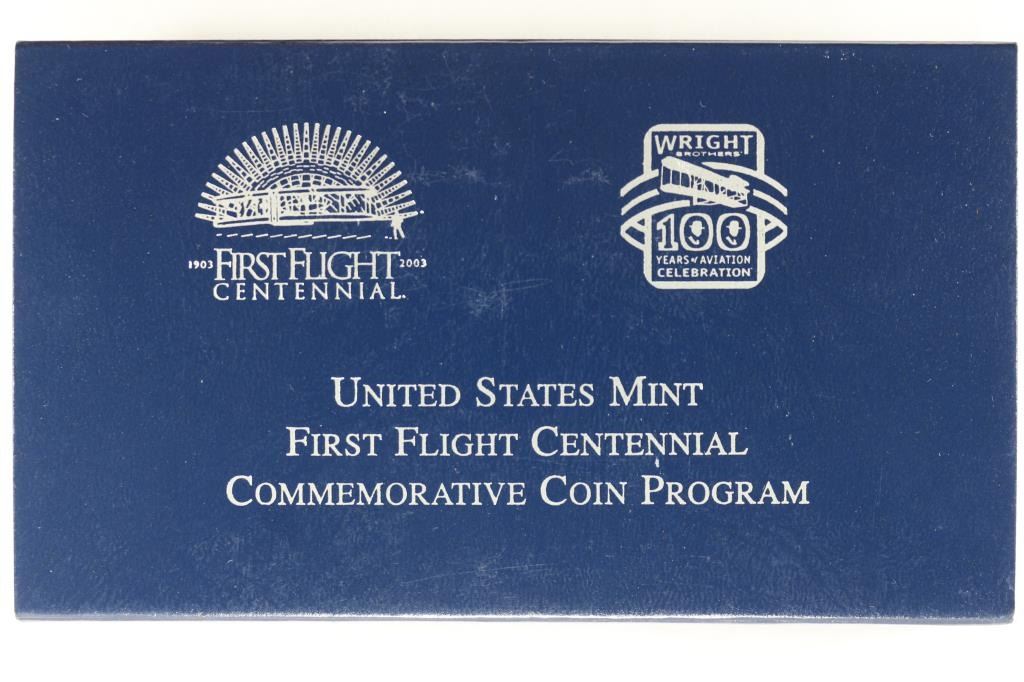 1903 FIRST FLIGHT 2003
CENTENNIAL.
WRIGHT
BROTHERS
100
YEARS of AVIATION
CELEBRATION
UNITED STATES MINT
FIRST FLIGHT CENTENNIAL
COMMEMORATIVE COIN PROGRAM